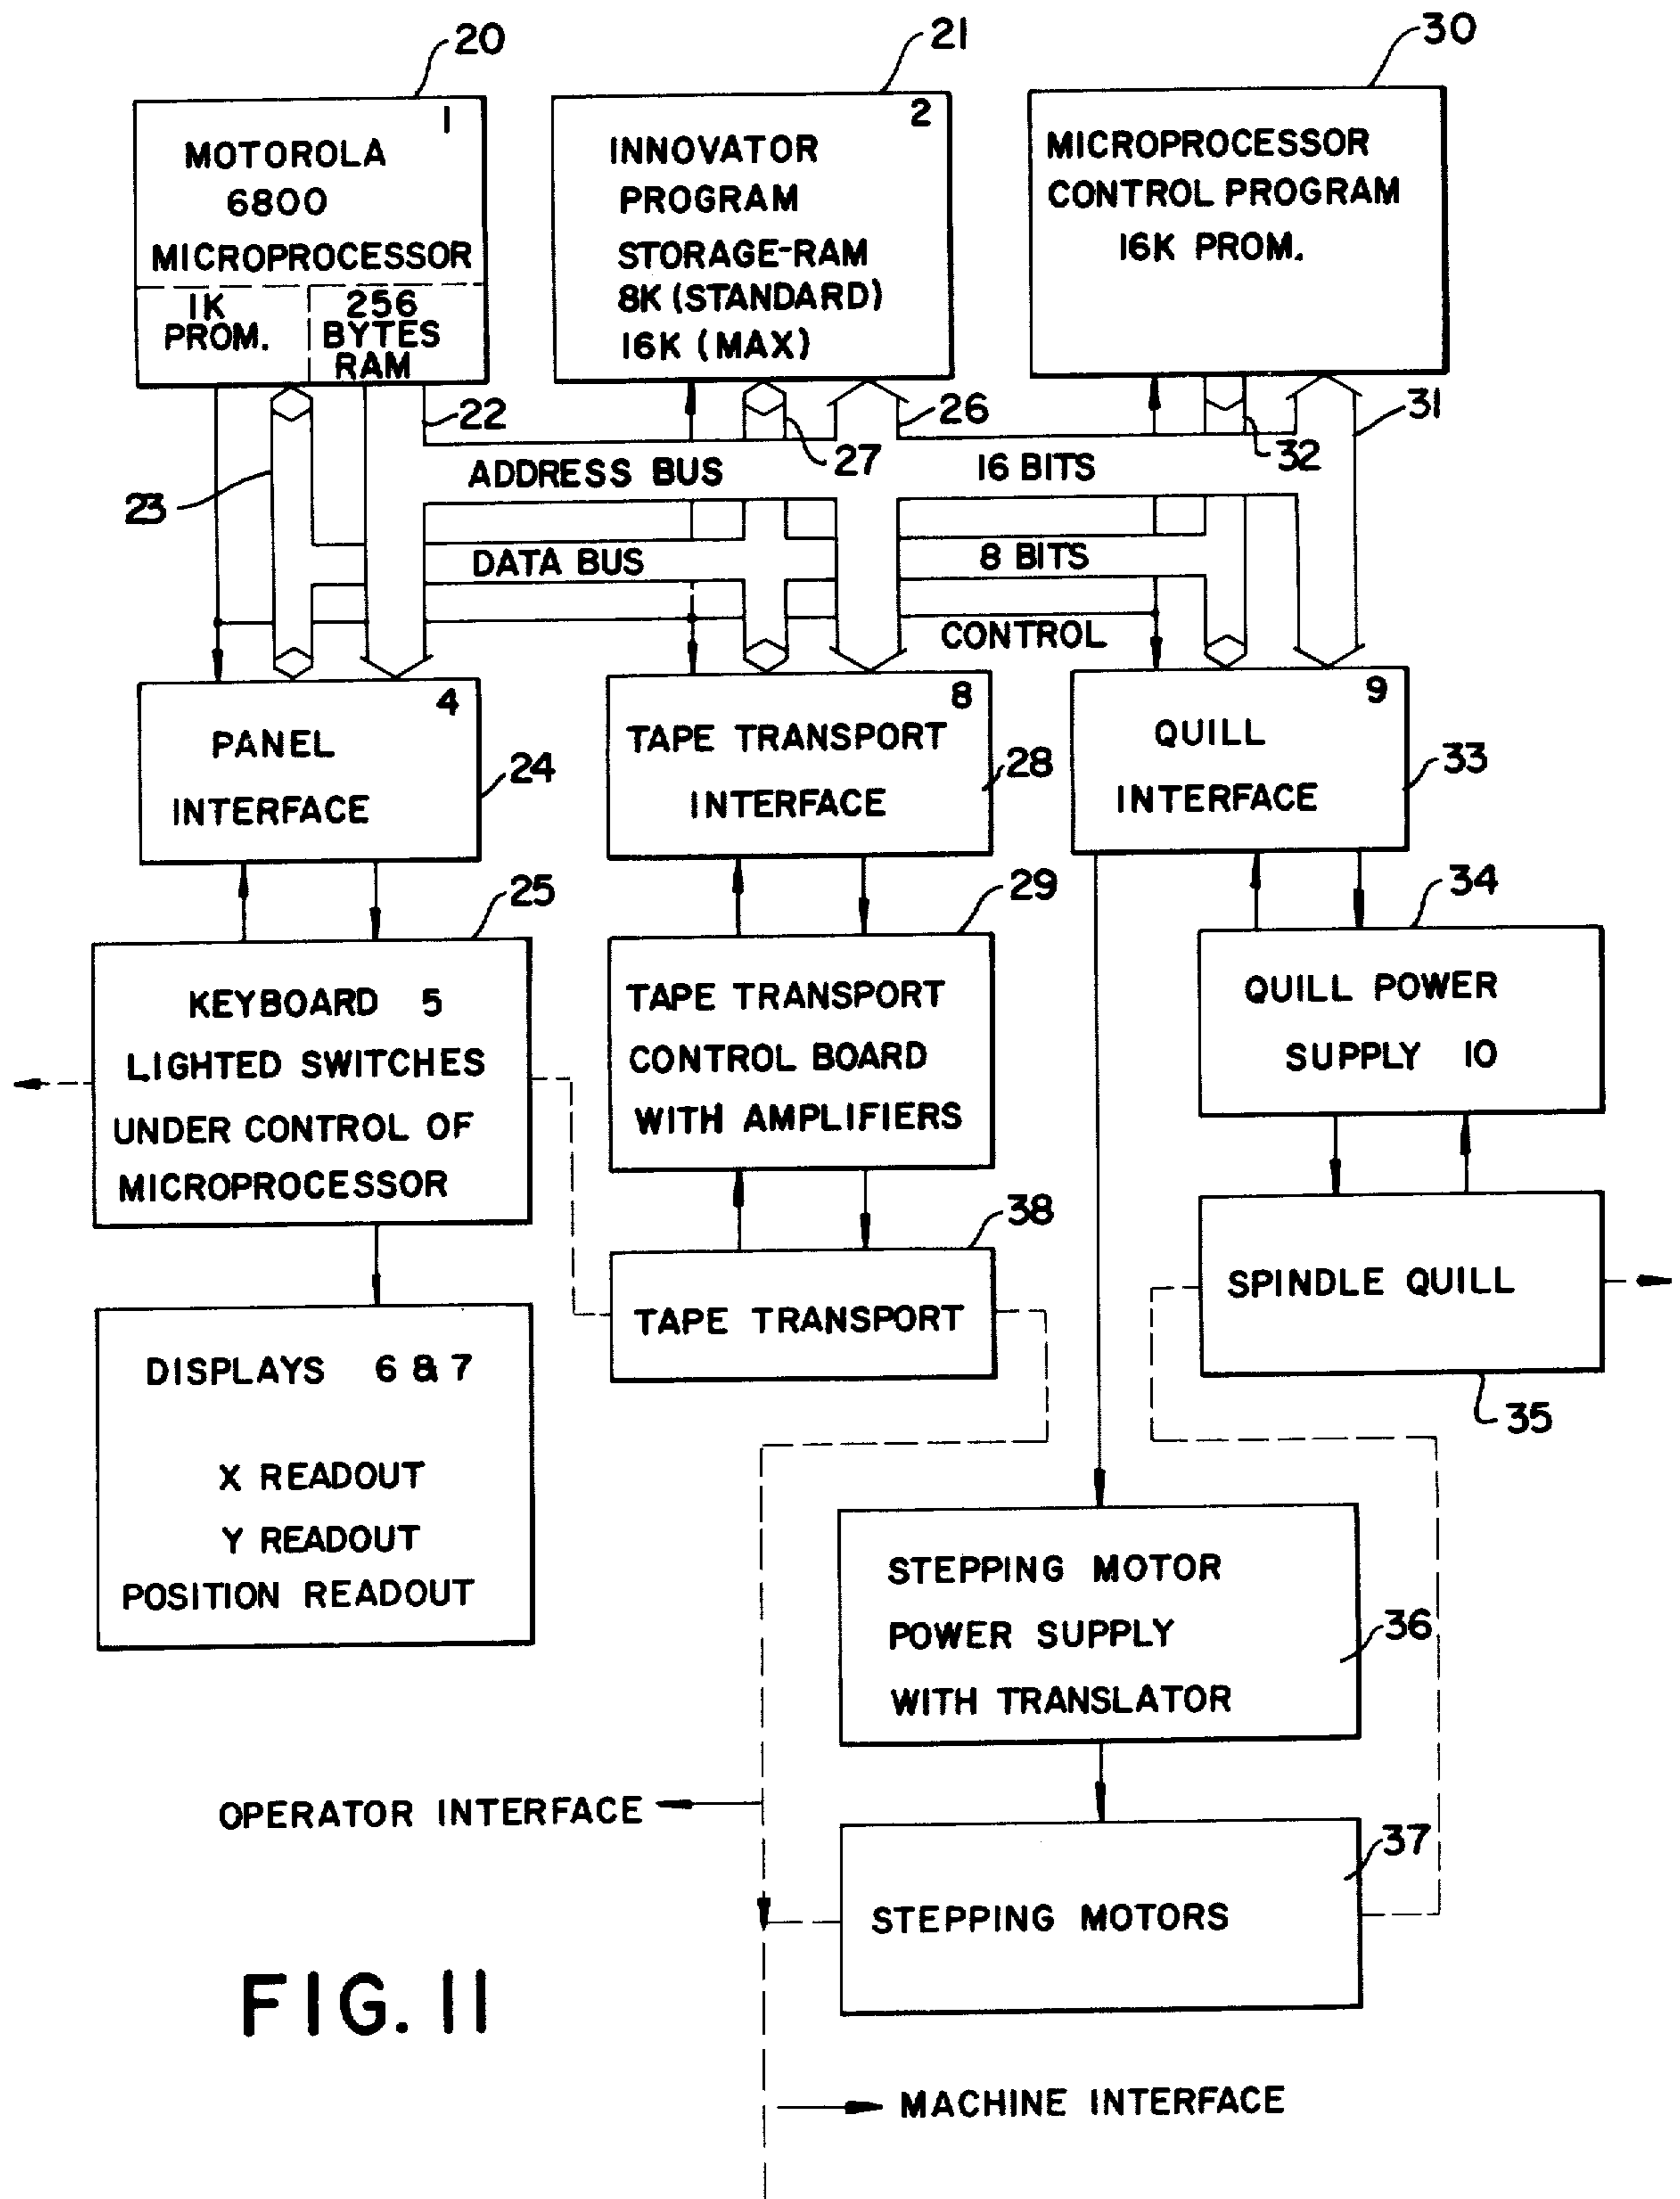 20
21
30
1
MOTOROLA
6800
MICROPROCESSOR
1K
PROM.
256
BYTES
RAM
2
INNOVATOR
PROGRAM
STORAGE-RAM
8K (STANDARD)
16K (MAX)
MICROPROCESSOR
CONTROL PROGRAM
16K PROM.
22
26
31
27
32
23
ADDRESS BUS
16 BITS
DATA BUS
8 BITS
CONTROL
4
PANEL
INTERFACE
24
8
TAPE TRANSPORT
INTERFACE
28
9
QUILL
INTERFACE
33
25
29
34
KEYBOARD 5
LIGHTED SWITCHES
UNDER CONTROL OF
MICROPROCESSOR
TAPE TRANSPORT
CONTROL BOARD
WITH AMPLIFIERS
QUILL POWER
SUPPLY 10
38
TAPE TRANSPORT
SPINDLE QUILL
35
DISPLAYS 6 & 7
X READOUT
Y READOUT
POSITION READOUT
STEPPING MOTOR
POWER SUPPLY
WITH TRANSLATOR
36
OPERATOR INTERFACE
37
STEPPING MOTORS
FIG. 11
MACHINE INTERFACE